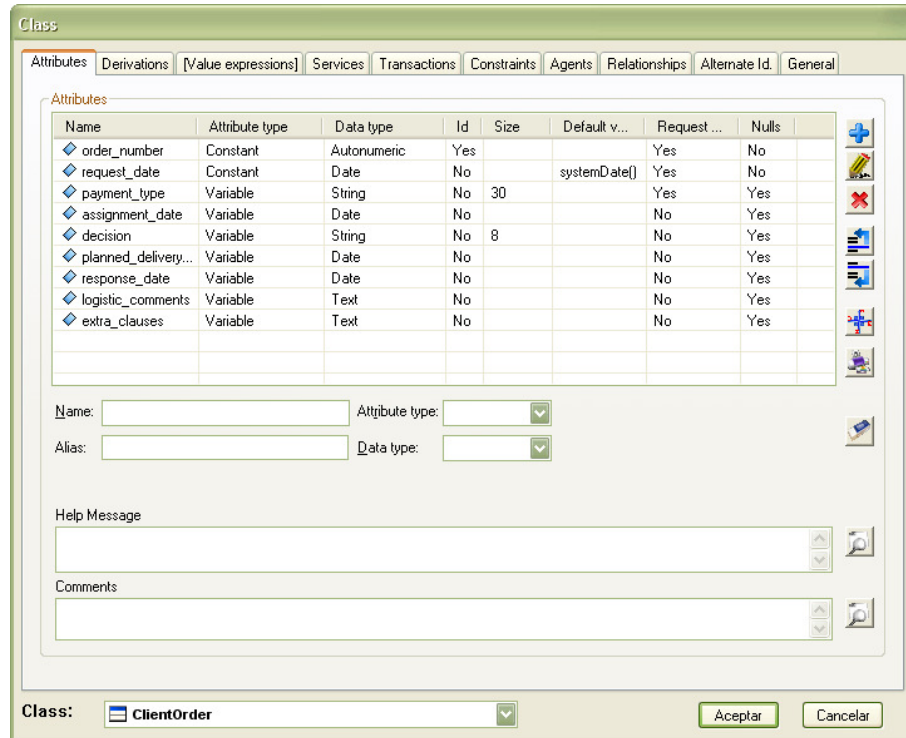 Class
Attributes Derivations [Value expressions] Services Transactions Constraints Agents Relationships Alternate Id. General
Attributes
Name Attribute type Data type Id Size Default v... Request ... Nulls
order_number Constant Autonumeric Yes Yes No
request_date Constant Date No systemDate() Yes No
payment_type Variable String No 30 Yes Yes
assignment_date Variable Date No No Yes
decision Variable String No 8 No Yes
planned_delivery... Variable Date No No Yes
response_date Variable Date No No Yes
logistic_comments Variable Text No No Yes
extra_clauses Variable Text No No Yes
Name: Attribute type:
Alias: Data type:
Help Message
Comments
Class: ClientOrder Aceptar Cancelar